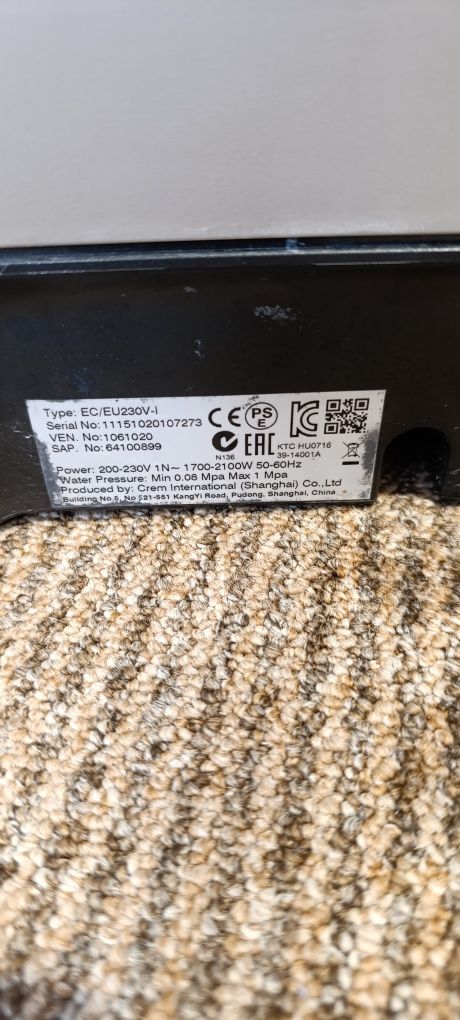 Type: EC/EU230V-I
Serial No:11151020107273
VEN. No:1061020
SAP. No: 64100899
CE
PS E
KC
N136
EAC
KTC HU0716
39-14001A
Power: 200-230V 1N~ 1700-2100W 50-60Hz
Water Pressure: Min 0.08 Mpa Max 1 Mpa
Produced by: Crem International (Shanghai) Co.,Ltd
Building No.5, No 521-551 KangYi Road, Pudong, Shanghai, China